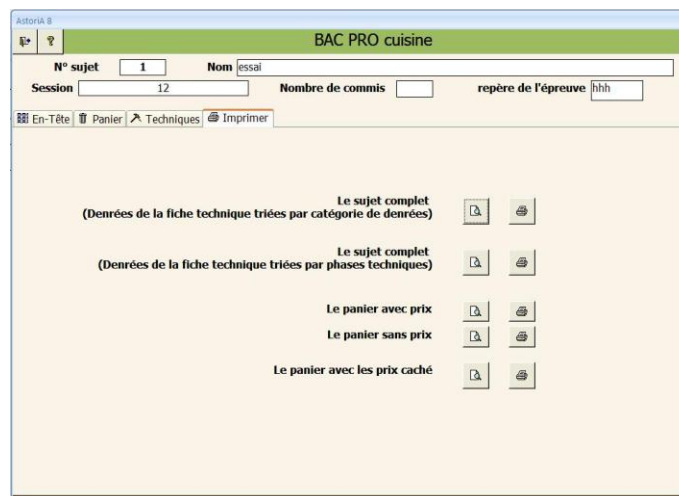 AstoriA 8
BAC PRO cuisine
N° sujet 1 Nom essai
Session 12 Nombre de commis repère de l'épreuve hhh
En-Tête Panier Techniques Imprimer
Le sujet complet
(Denrées de la fiche technique triées par catégorie de denrées)
Le sujet complet
(Denrées de la fiche technique triées par phases techniques)
Le panier avec prix
Le panier sans prix
Le panier avec les prix caché